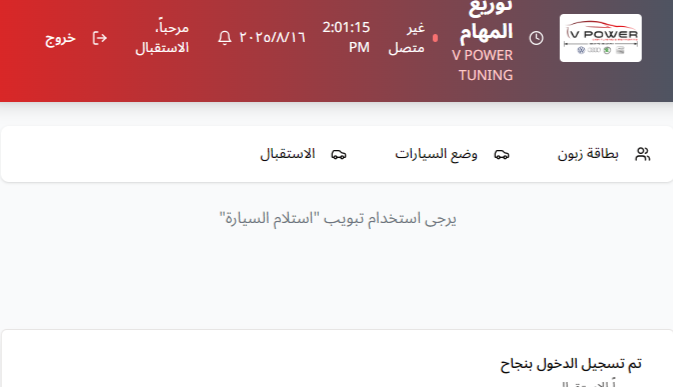 V POWER
توزيع
المهام
V POWER
TUNING
غير
متصل
2:01:15
PM
٢٠٢٥/٨/١٦
مرحباً،
الاستقبال
خروج
بطاقة زبون
وضع السيارات
الاستقبال
يرجى استخدام تبويب "استلام السيارة"
تم تسجيل الدخول بنجاح